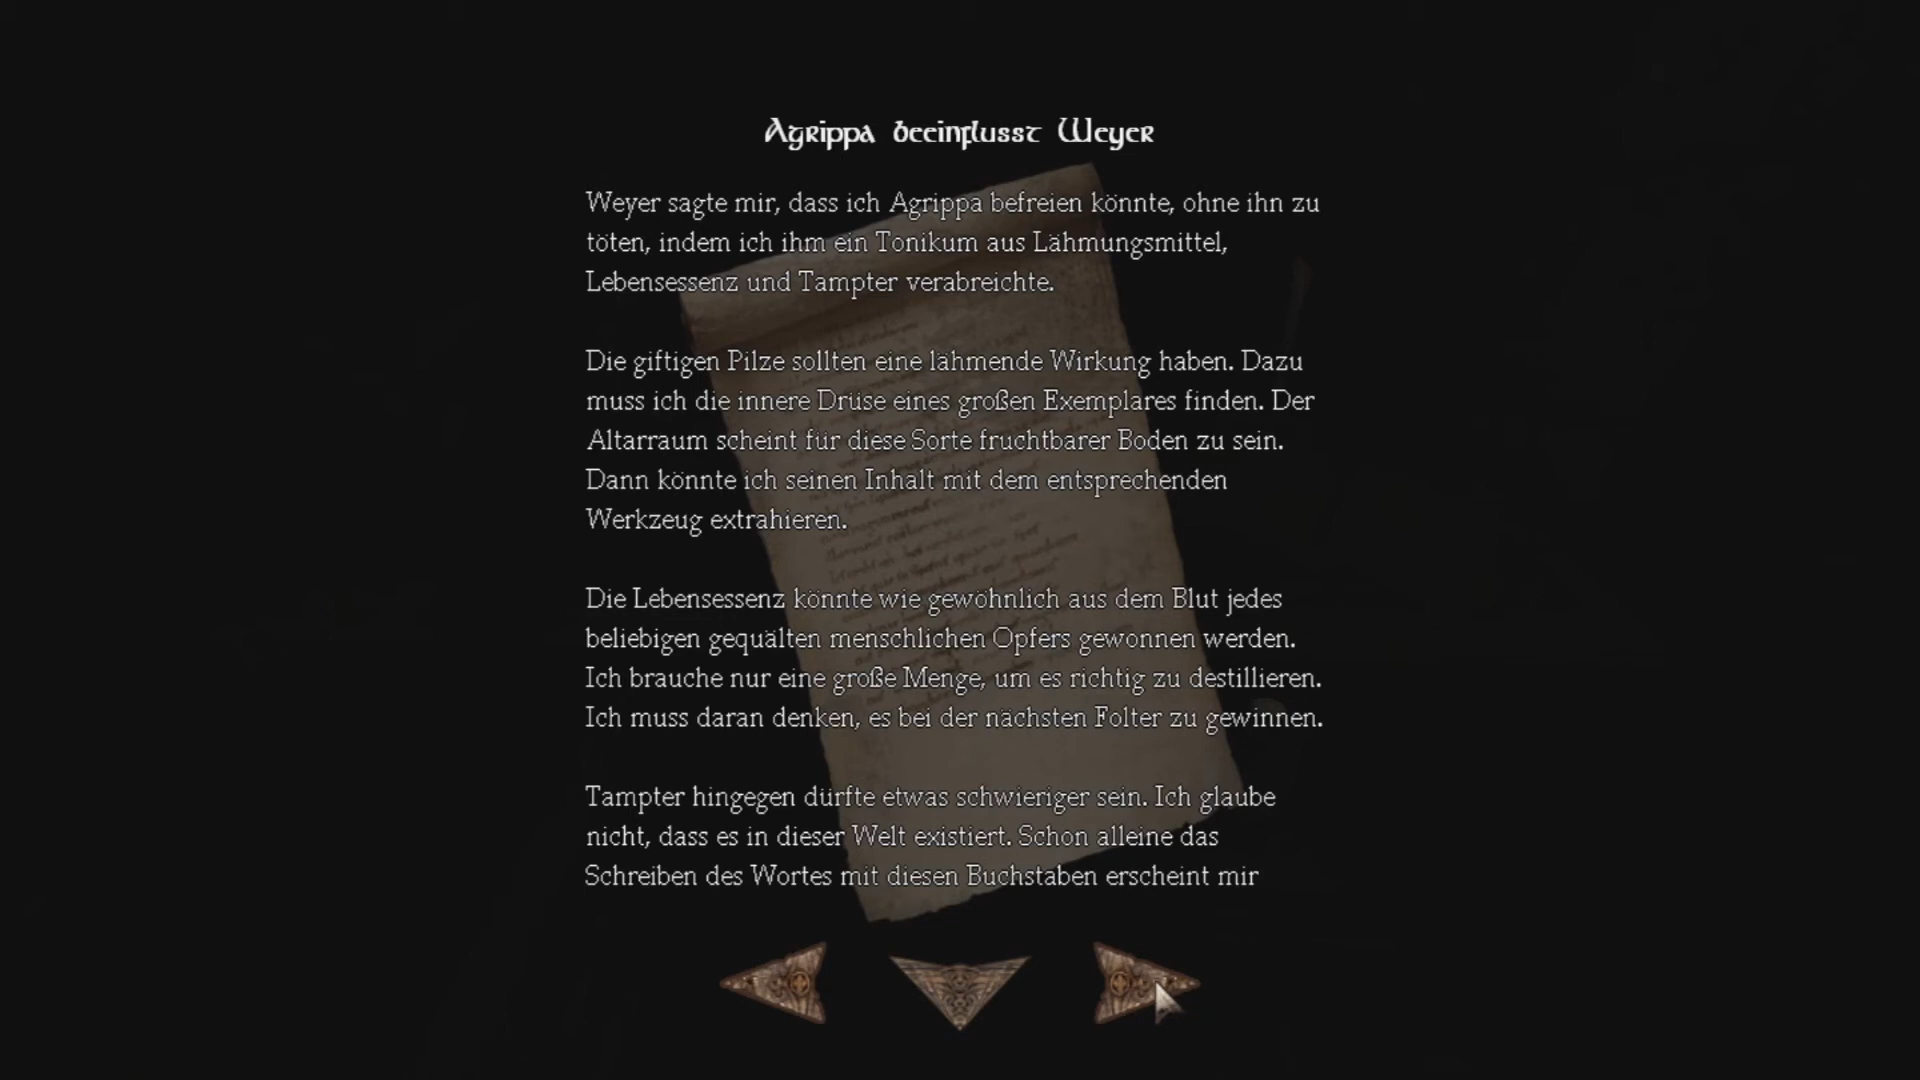 Agrippa beeinflusst Weyer
Weyer sagte mir, dass ich Agrippa befreien könnte, ohne ihn zu
töten, indem ich ihm ein Tonikum aus Lähmungsmittel,
Lebensessenz und Tampter verabreichte.
Die giftigen Pilze sollten eine lähmende Wirkung haben. Dazu
muss ich die innere Drüse eines großen Exemplares finden. Der
Altarraum scheint für diese Sorte fruchtbarer Boden zu sein.
Dann könnte ich seinen Inhalt mit dem entsprechenden
Werkzeug extrahieren.
Die Lebensessenz könnte wie gewöhnlich aus dem Blut jedes
beliebigen gequälten menschlichen Opfers gewonnen werden.
Ich brauche nur eine große Menge, um es richtig zu destillieren.
Ich muss daran denken, es bei der nächsten Folter zu gewinnen.
Tampter hingegen dürfte etwas schwieriger sein. Ich glaube
nicht, dass es in dieser Welt existiert. Schon alleine das
Schreiben des Wortes mit diesen Buchstaben erscheint mir